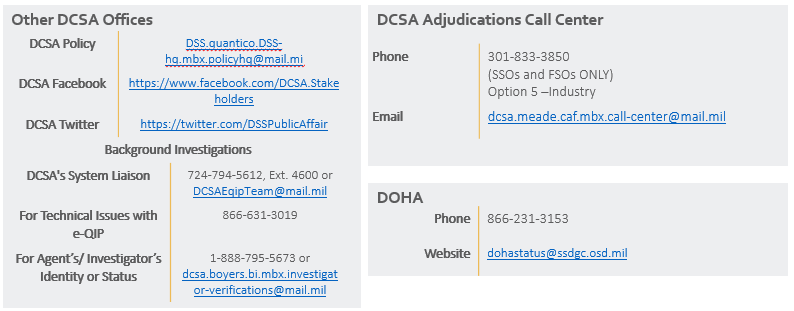 Other DCSA Offices
DCSA Policy
DSS.quantico.DSS-
hq.mbx.policyhq@mail.mi
DCSA Facebook
https://www.facebook.com/DCSA.Stake
holders
DCSA Twitter
https://twitter.com/DSSPublicAffair
Background Investigations
DCSA's System Liaison
724-794-5612, Ext. 4600 or
DCSAEqipTeam@mail.mil
For Technical Issues with
e-QIP
866-631-3019
For Agent’s/ Investigator’s
Identity or Status
1-888-795-5673 or
dcsa.boyers.bi.mbx.investigat
or-verifications@mail.mil
DCSA Adjudications Call Center
Phone
301-833-3850
(SSOs and FSOs ONLY)
Option 5 –Industry
Email
dcsa.meade.caf.mbx.call-center@mail.mil
DOHA
Phone
866-231-3153
Website
dohastatus@ssdgc.osd.mil